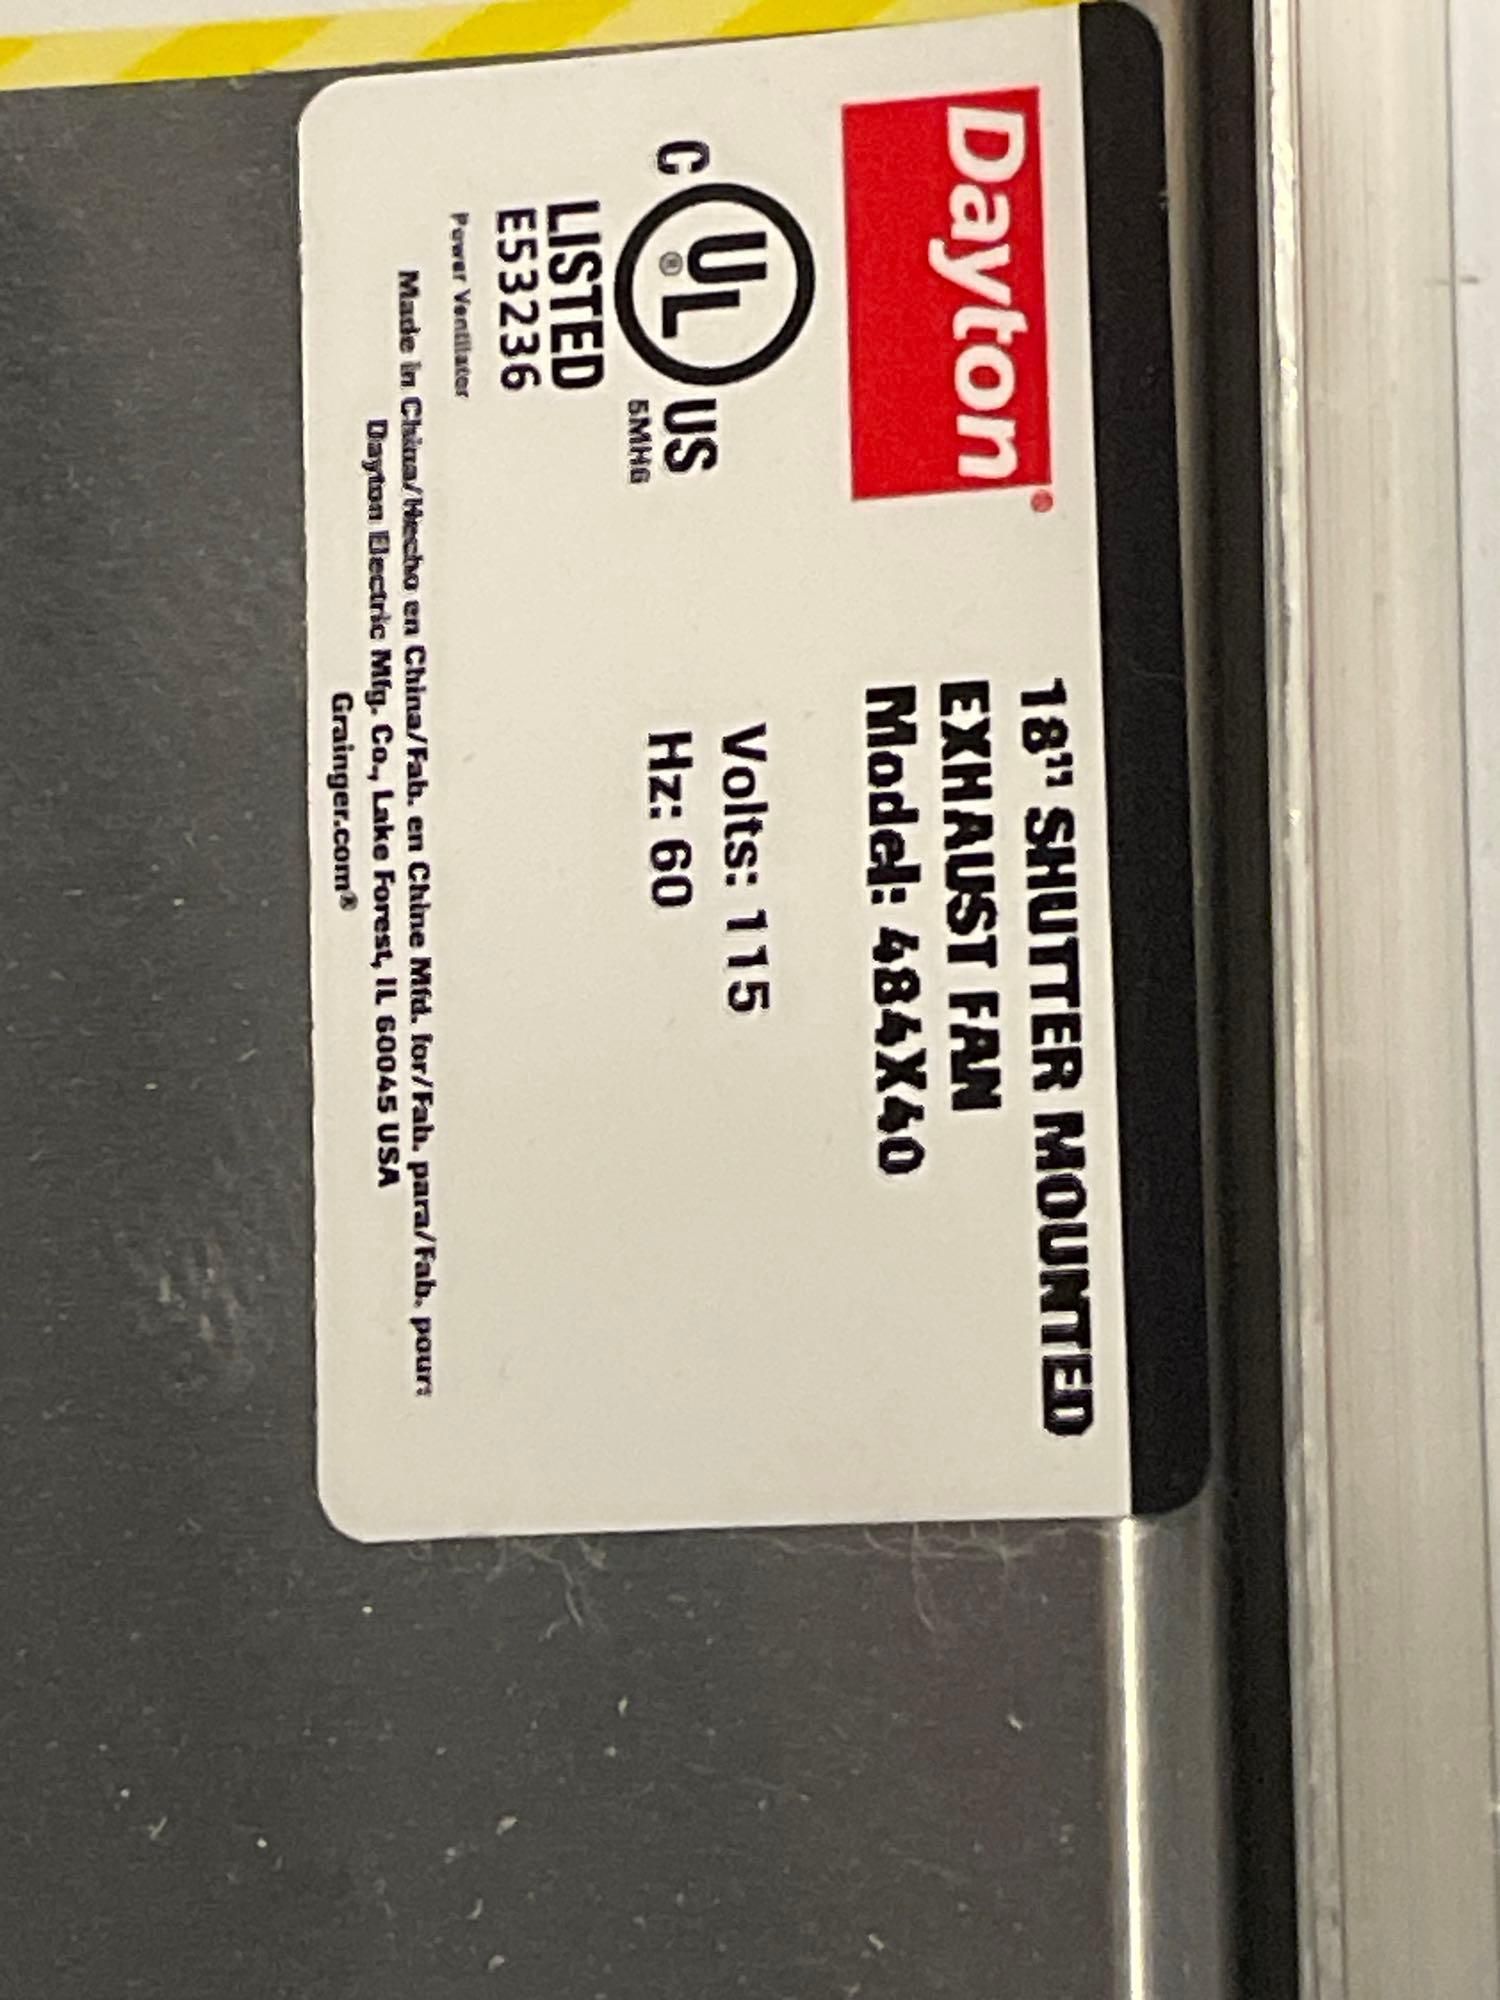 Dayton®
18" SHUTTER MOUNTED
EXHAUST FAN
Model: 484X40
C UL® US
5MHG
LISTED
E53236
Power Ventilator
Volts: 115
Hz: 60
Made in China/Hecho en China/Fab. en Chine Mfd. for/Fab. para/Fab. pour:
Dayton Electric Mfg. Co., Lake Forest, IL 60045 USA
Grainger.com®